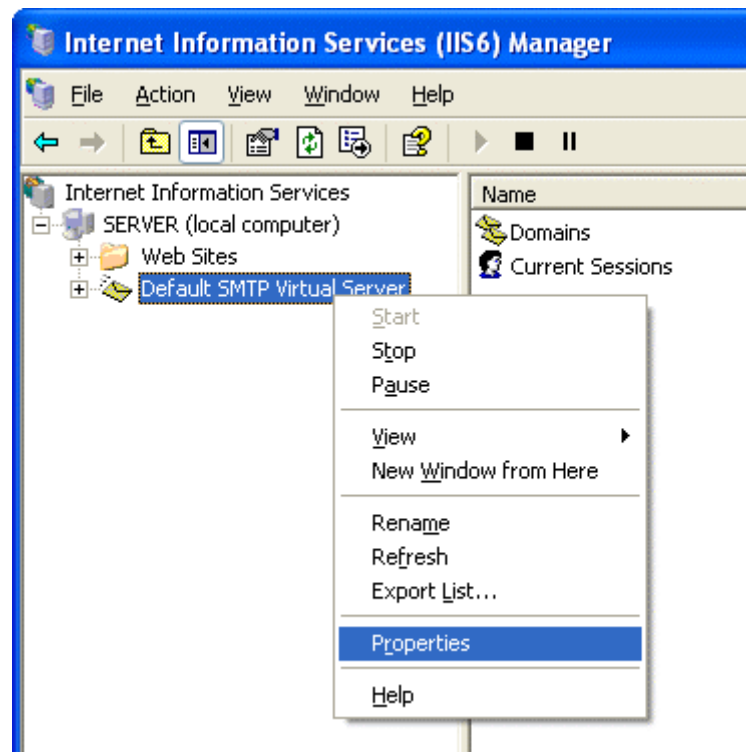 Internet Information Services (IIS6) Manager
File Action View Window Help
Internet Information Services
SERVER (local computer)
Web Sites
Default SMTP Virtual Server
Name
Domains
Current Sessions
Start
Stop
Pause
View
New Window from Here
Rename
Refresh
Export List...
Properties
Help